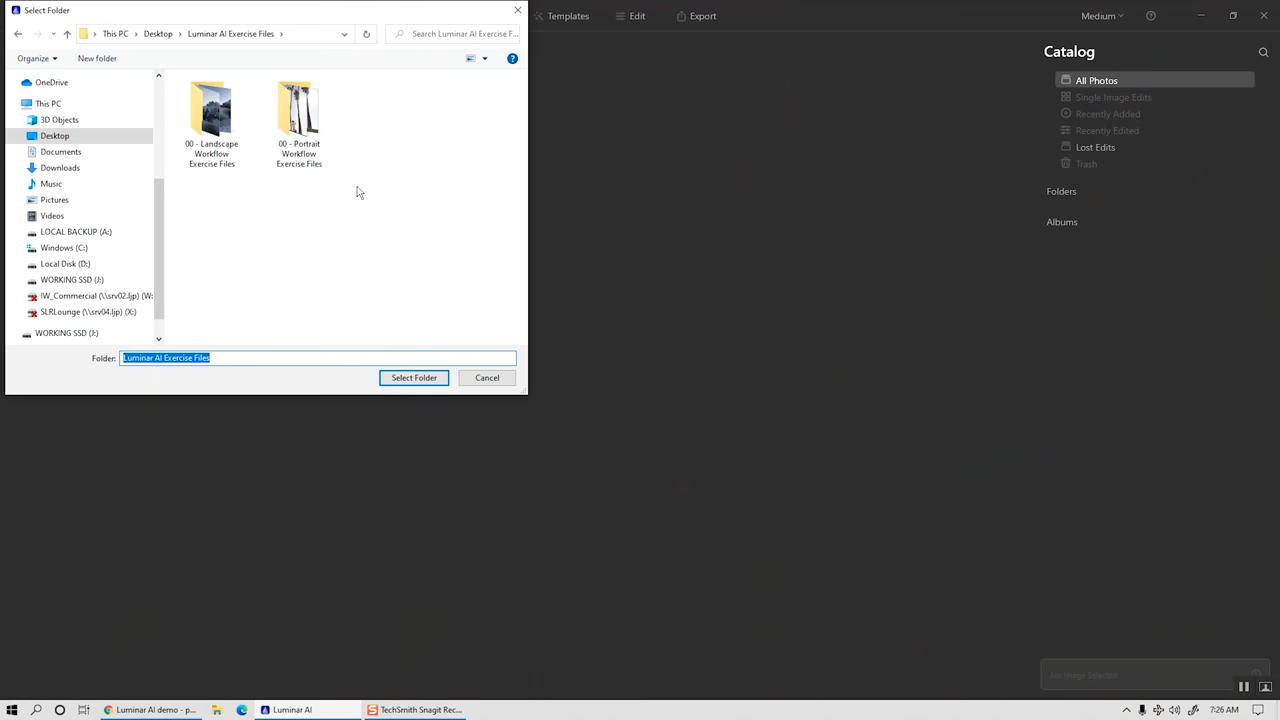 Select Folder
This PC > Desktop > Luminar AI Exercise Files >
Search Luminar AI Exercise F...
Organize
New folder
OneDrive
This PC
3D Objects
Desktop
Documents
Downloads
Music
Pictures
Videos
LOCAL BACKUP (A:)
Windows (C:)
Local Disk (D:)
WORKING SSD (J:)
IW_Commercial (\\srv02.ljp) (W:
SLRLounge (\\srv04.ljp) (X:)
WORKING SSD (J:)
00 - Landscape
Workflow
Exercise Files
00 - Portrait
Workflow
Exercise Files
Folder:
Luminar AI Exercise Files
Select Folder
Cancel
Templates
Edit
Export
Medium
Catalog
All Photos
Single Image Edits
Recently Added
Recently Edited
Lost Edits
Trash
Folders
Albums
No Image Selected
Luminar AI demo - p...
Luminar AI
TechSmith Snagit Rec...
7:26 AM